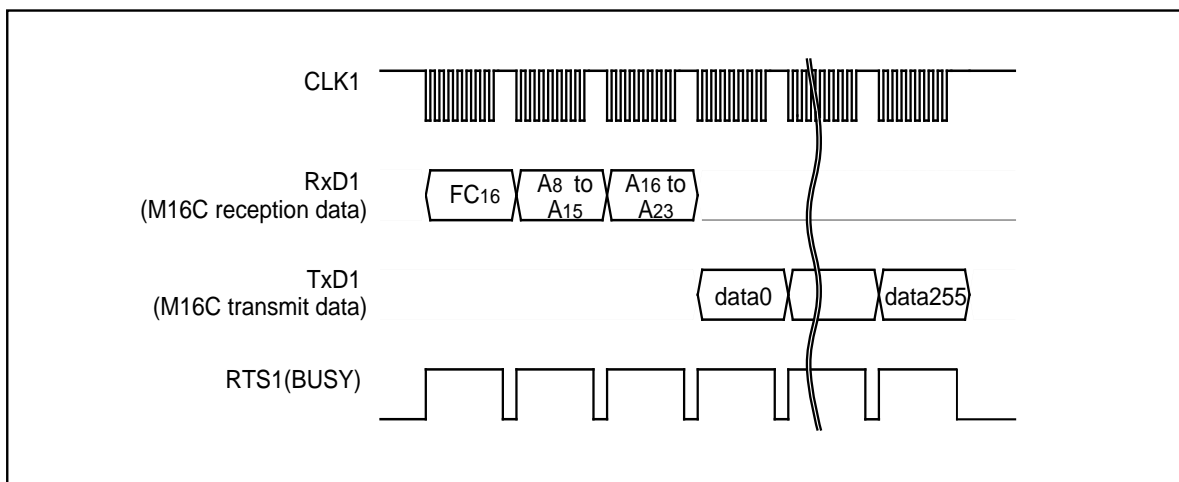 CLK1
RxD1
(M16C reception data)
FC16
A8 to
A15
A16 to
A23
TxD1
(M16C transmit data)
data0
data255
RTS1(BUSY)